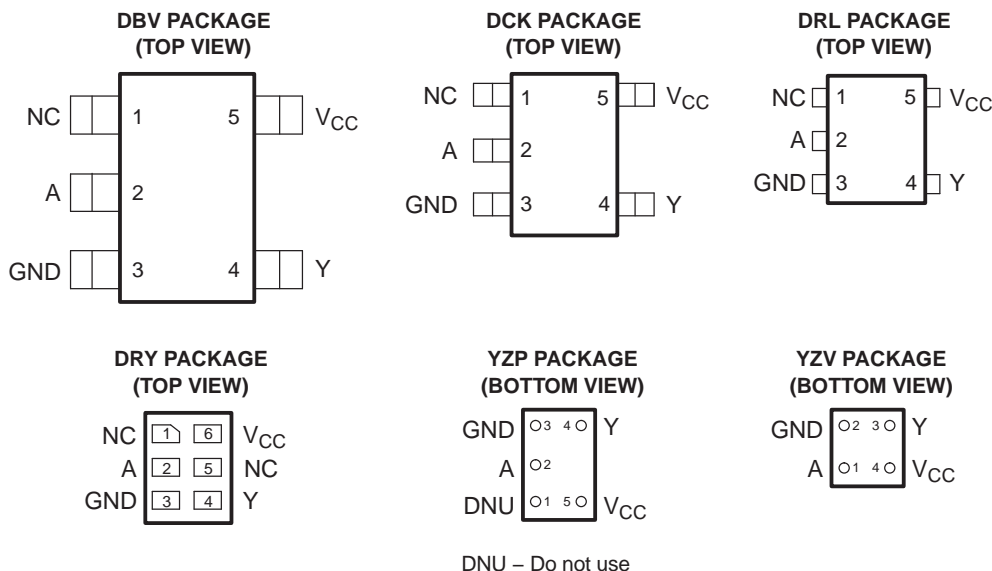 DBV PACKAGE
(TOP VIEW)
NC 1 5 VCC
A 2
GND 3 4 Y
DCK PACKAGE
(TOP VIEW)
NC 1 5 VCC
A 2
GND 3 4 Y
DRL PACKAGE
(TOP VIEW)
NC 1 5 VCC
A 2
GND 3 4 Y
DRY PACKAGE
(TOP VIEW)
NC 1 6 VCC
A 2 5 NC
GND 3 4 Y
YZP PACKAGE
(BOTTOM VIEW)
GND 3 4 Y
A 2
DNU 1 5 VCC
DNU – Do not use
YZV PACKAGE
(BOTTOM VIEW)
GND 2 3 Y
A 1 4 VCC